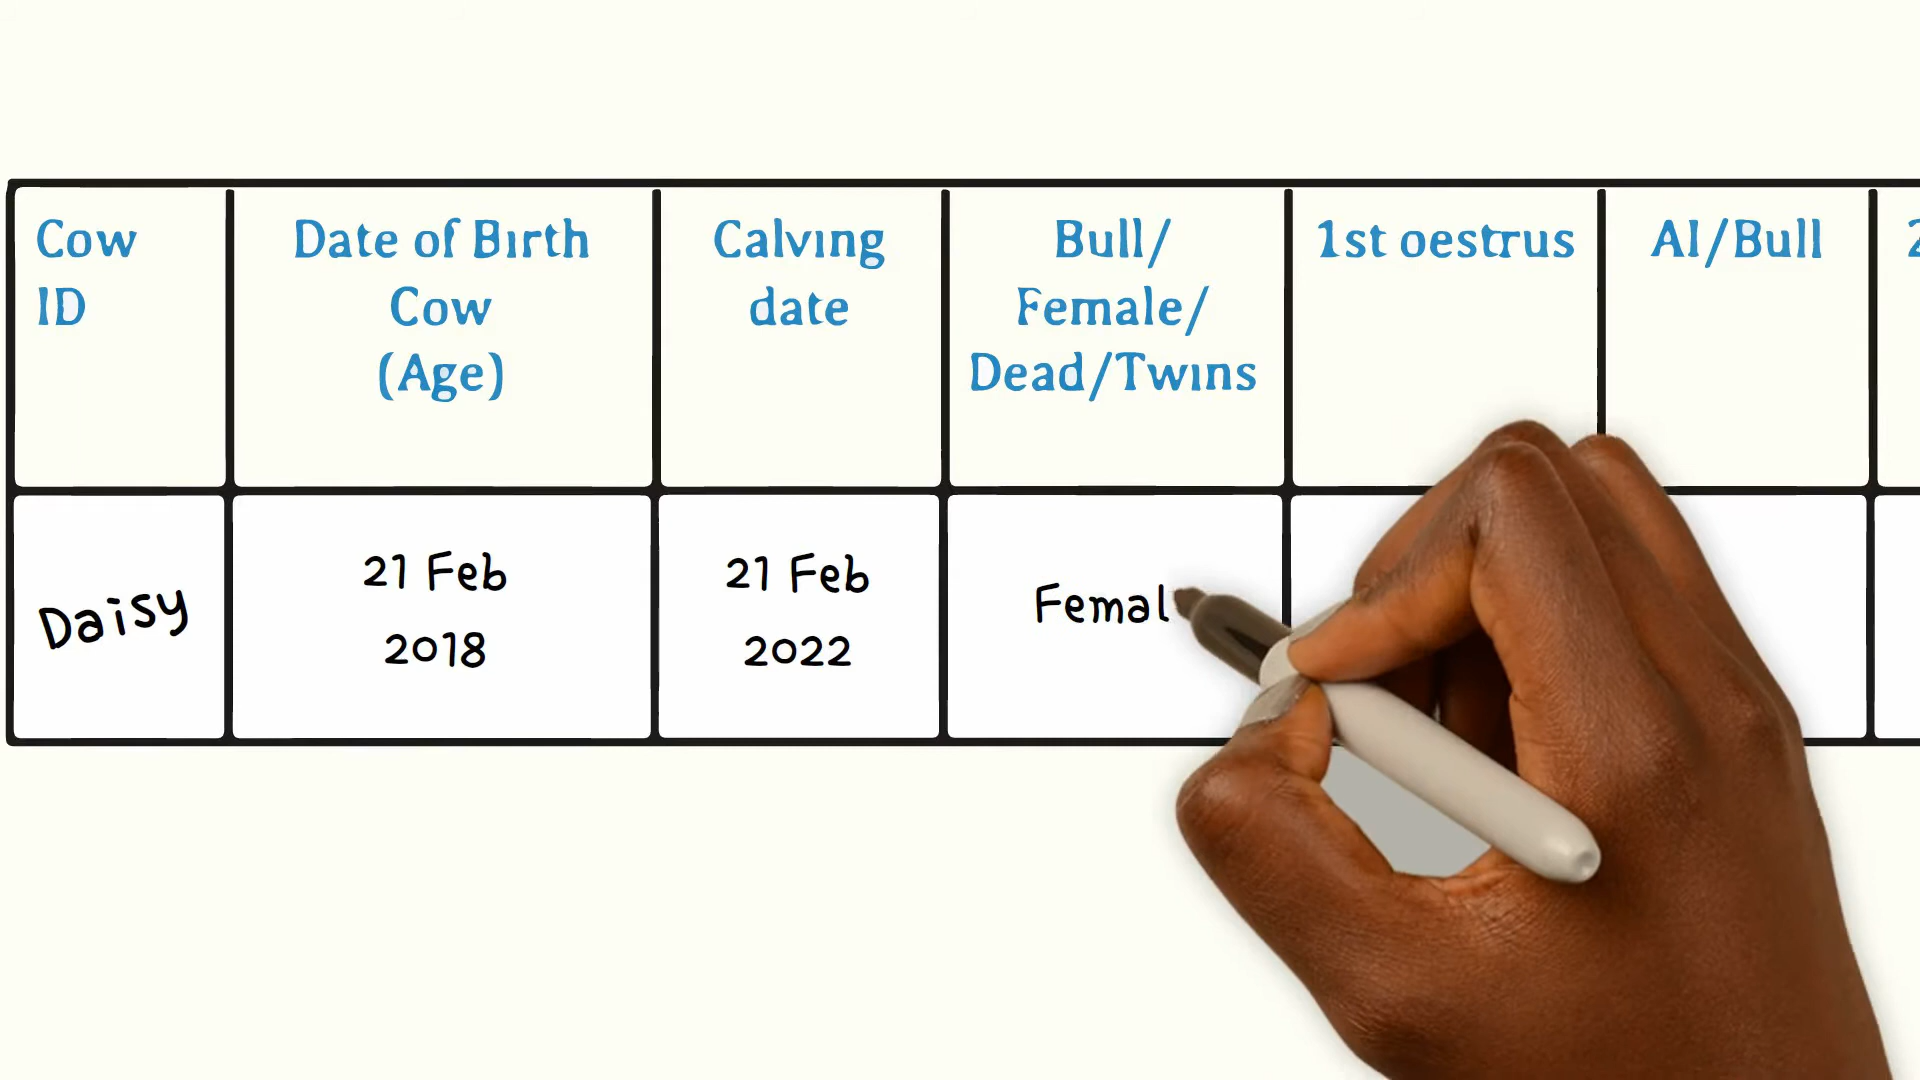 Cow
ID
Date of Birth
Cow
(Age)
Calving
date
Bull/
Female/
Dead/Twins
1st oestrus
AI/Bull
2
Daisy
21 Feb
2018
21 Feb
2022
Femal